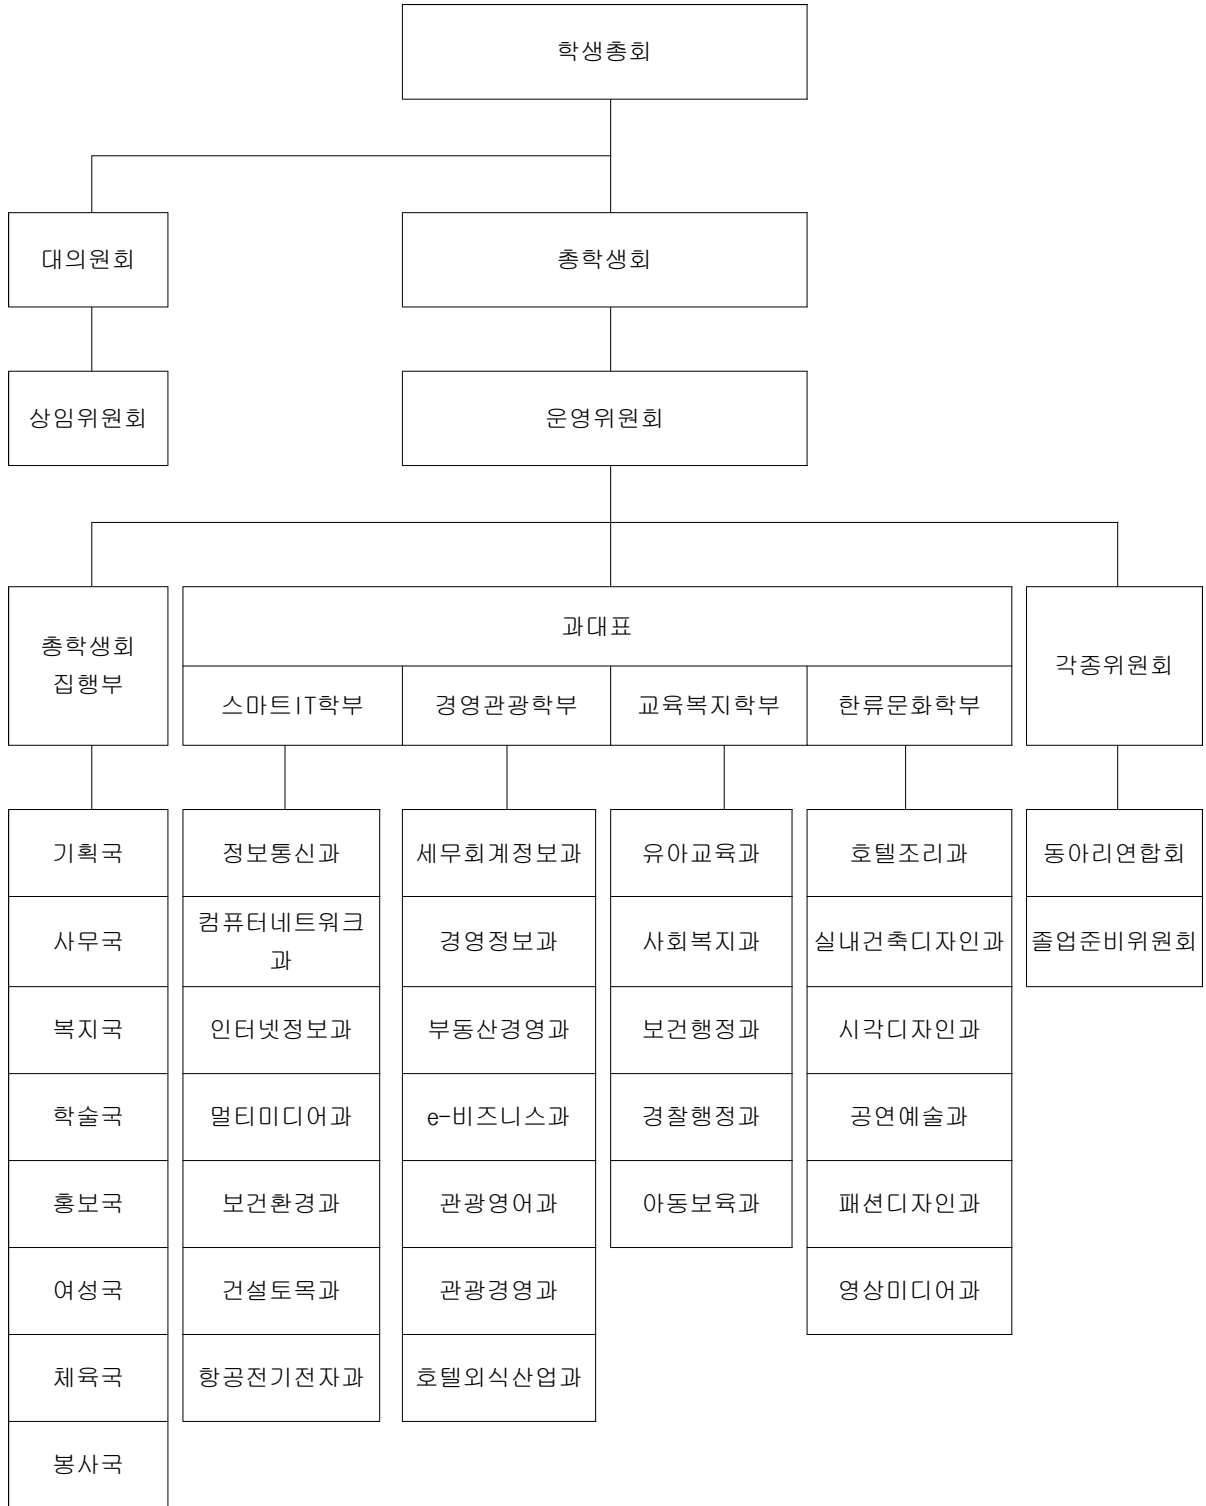 학생총회
대의원회
총학생회
상임위원회
운영위원회
총학생회
집행부
과대표
각종위원회
스마트IT학부
경영관광학부
교육복지학부
한류문화학부
기획국
정보통신과
세무회계정보과
유아교육과
호텔조리과
동아리연합회
사무국
컴퓨터네트워크
과
경영정보과
사회복지과
실내건축디자인과
졸업준비위원회
복지국
인터넷정보과
부동산경영과
보건행정과
시각디자인과
학술국
멀티미디어과
e-비즈니스과
경찰행정과
공연예술과
홍보국
보건환경과
관광영어과
아동보육과
패션디자인과
여성국
건설토목과
관광경영과
영상미디어과
체육국
항공전기전자과
호텔외식산업과
봉사국